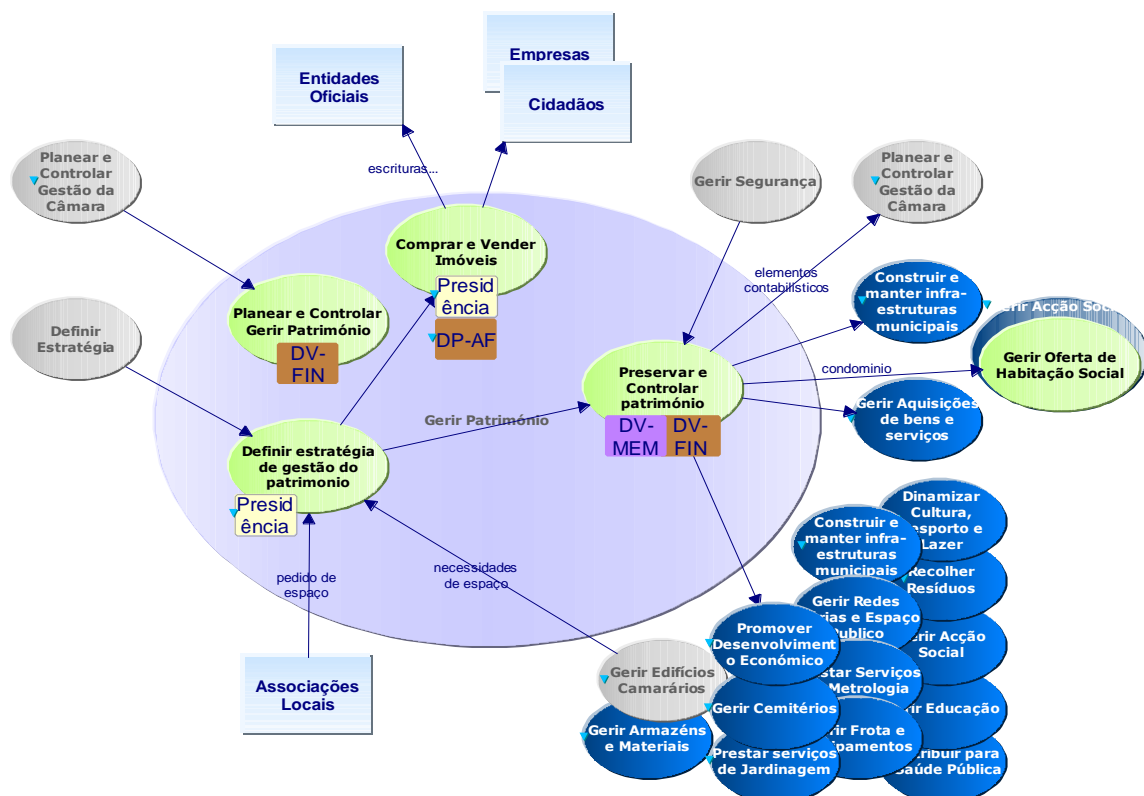 Empresas
Entidades
Oficiais
Cidadãos
escrituras...
Planear e
Controlar
Gestão da
Câmara
Gerir Segurança
Planear e
Controlar
Gestão da
Câmara
Comprar e Vender
Imóveis
Presid
ência
DP-AF
elementos
contabilísticos
Construir e
manter infra-
estruturas
municipais
Definir
Estratégia
Planear e Controlar
Gerir Património
DV-
FIN
Gerir Oferta de
Habitação Social
Preservar e
Controlar
património
DV-
MEM
DV-
FIN
condominio
Gerir Património
Gerir Aquisições
de bens e
serviços
Definir estratégia
de gestão do
patrimonio
Presid
ência
pedido de
espaço
necessidades
de espaço
Dinamizar
Cultura,
Lazer
Construir e
manter infra-
estruturas
municipais
Recolher
Resíduos
Gerir Redes
e Espaço
Promover
Desenvolviment
o Económico
Acção
Social
Gerir Edifícios
Camarários
Serviços
Metrologia
Associações
Locais
Gerir Cemitérios
Educação
Gerir Armazéns
e Materiais
Frota e
Prestar serviços
de Jardinagem
para
Saúde Pública